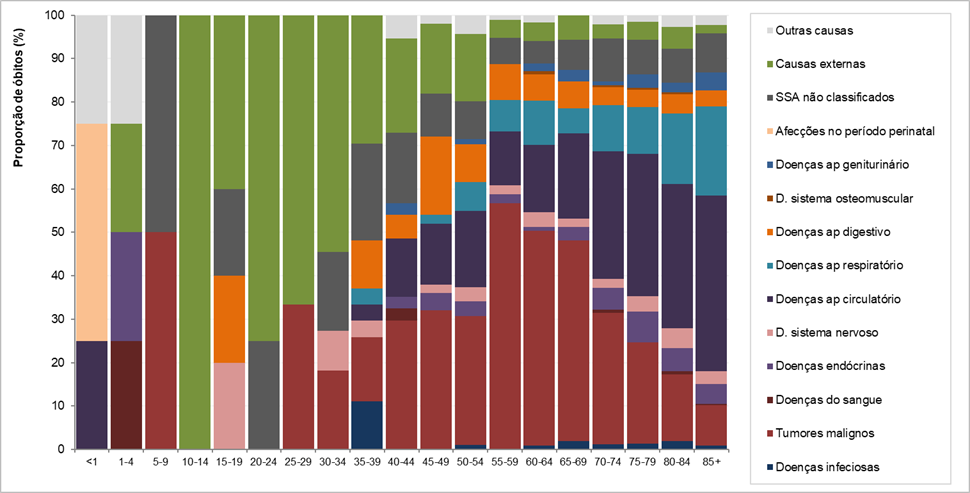 Proporção de óbitos (%)
100
90
80
70
60
50
40
30
20
10
0
<1 1-4 5-9 10-14 15-19 20-24 25-29 30-34 35-39 40-44 45-49 50-54 55-59 60-64 65-69 70-74 75-79 80-84 85+
Outras causas
Causas externas
SSA não classificados
Afecções no período perinatal
Doenças ap geniturinário
D. sistema osteomuscular
Doenças ap digestivo
Doenças ap respiratório
Doenças ap circulatório
D. sistema nervoso
Doenças endócrinas
Doenças do sangue
Tumores malignos
Doenças infeciosas